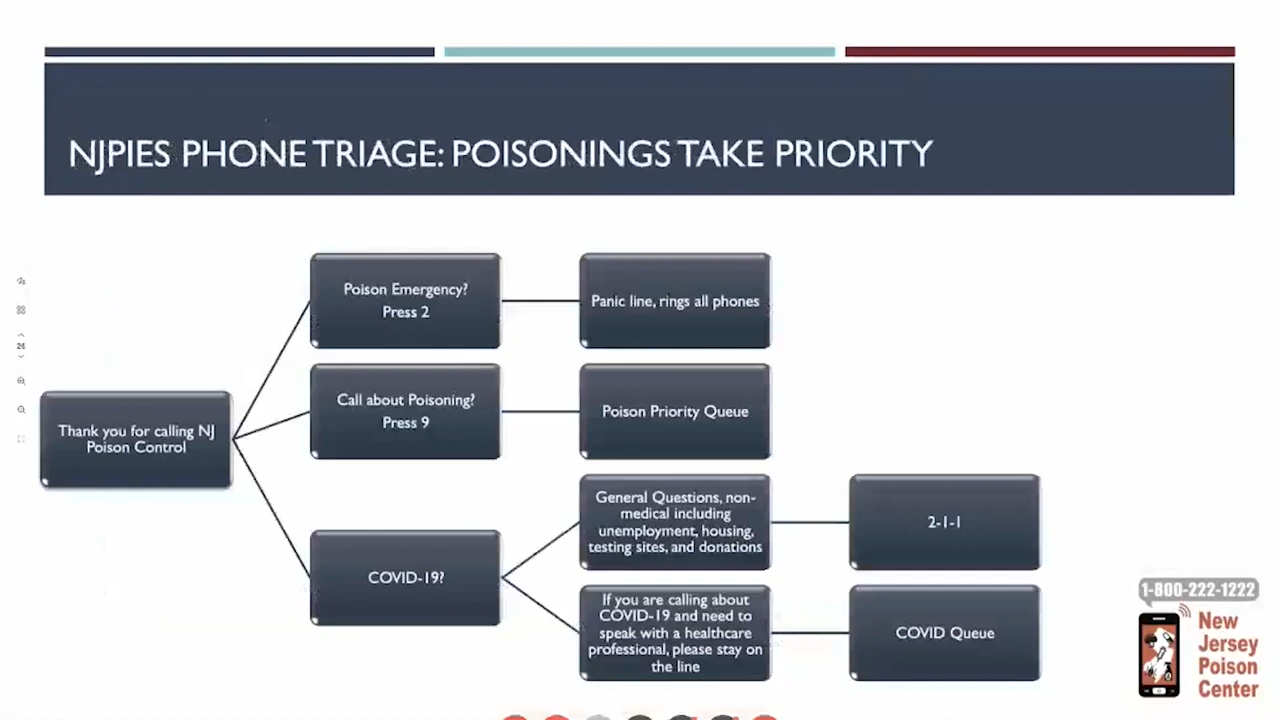 NJPIES PHONE TRIAGE: POISONINGS TAKE PRIORITY
Poison Emergency?
Press 2
Panic line, rings all phones
Call about Poisoning?
Press 9
Poison Priority Queue
Thank you for calling NJ
Poison Control
General Questions, non-
medical including
unemployment, housing,
testing sites, and donations
2-1-1
COVID-19?
If you are calling about
COVID-19 and need to
speak with a healthcare
professional, please stay on
the line
COVID Queue
26
1-800-222-1222
New
Jersey
Poison
Center